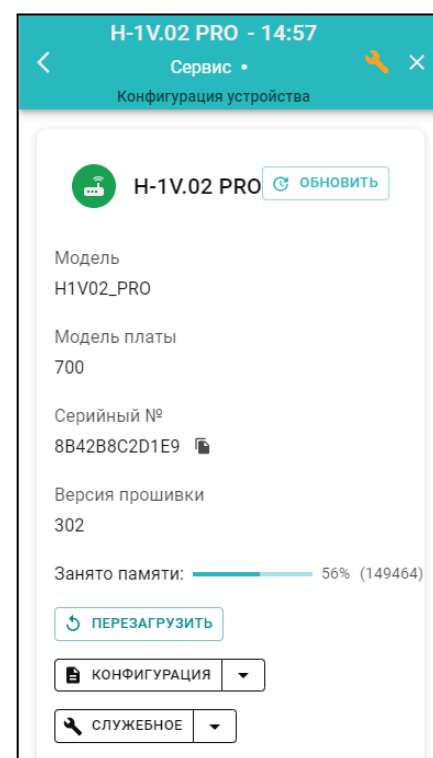 H-1V.02 PRO - 14:57
Сервис •
Конфигурация устройства
H-1V.02 PRO ОБНОВИТЬ
Модель
H1V02_PRO
Модель платы
700
Серийный №
8B42B8C2D1E9
Версия прошивки
302
Занято памяти: 56% (149464)
ПЕРЕЗАГРУЗИТЬ
КОНФИГУРАЦИЯ
СЛУЖЕБНОЕ